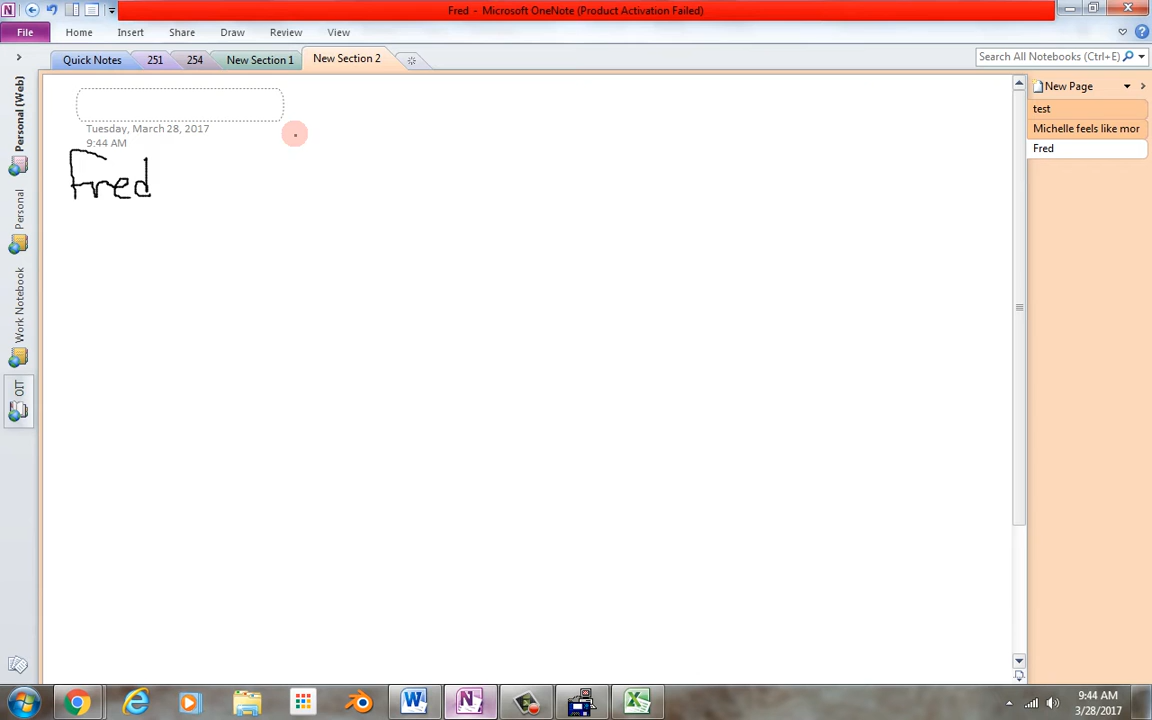 Fred - Microsoft OneNote (Product Activation Failed)
File Home Insert Share Draw Review View
Quick Notes 251 254 New Section 1 New Section 2
Search All Notebooks (Ctrl+E)
New Page
test
Michelle feels like mor
Fred
Tuesday, March 28, 2017
9:44 AM
Fred
Personal (Web)
Personal
Work Notebook
OIT
9:44 AM
3/28/2017